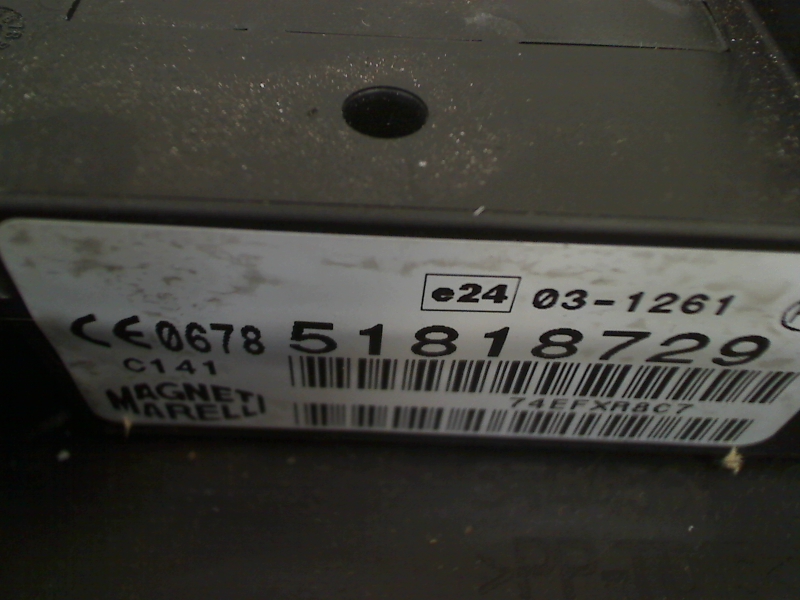 e24 03-1261
CE0678 51818729
C141
MAGNETI
MARELLI
74EFXR8C7